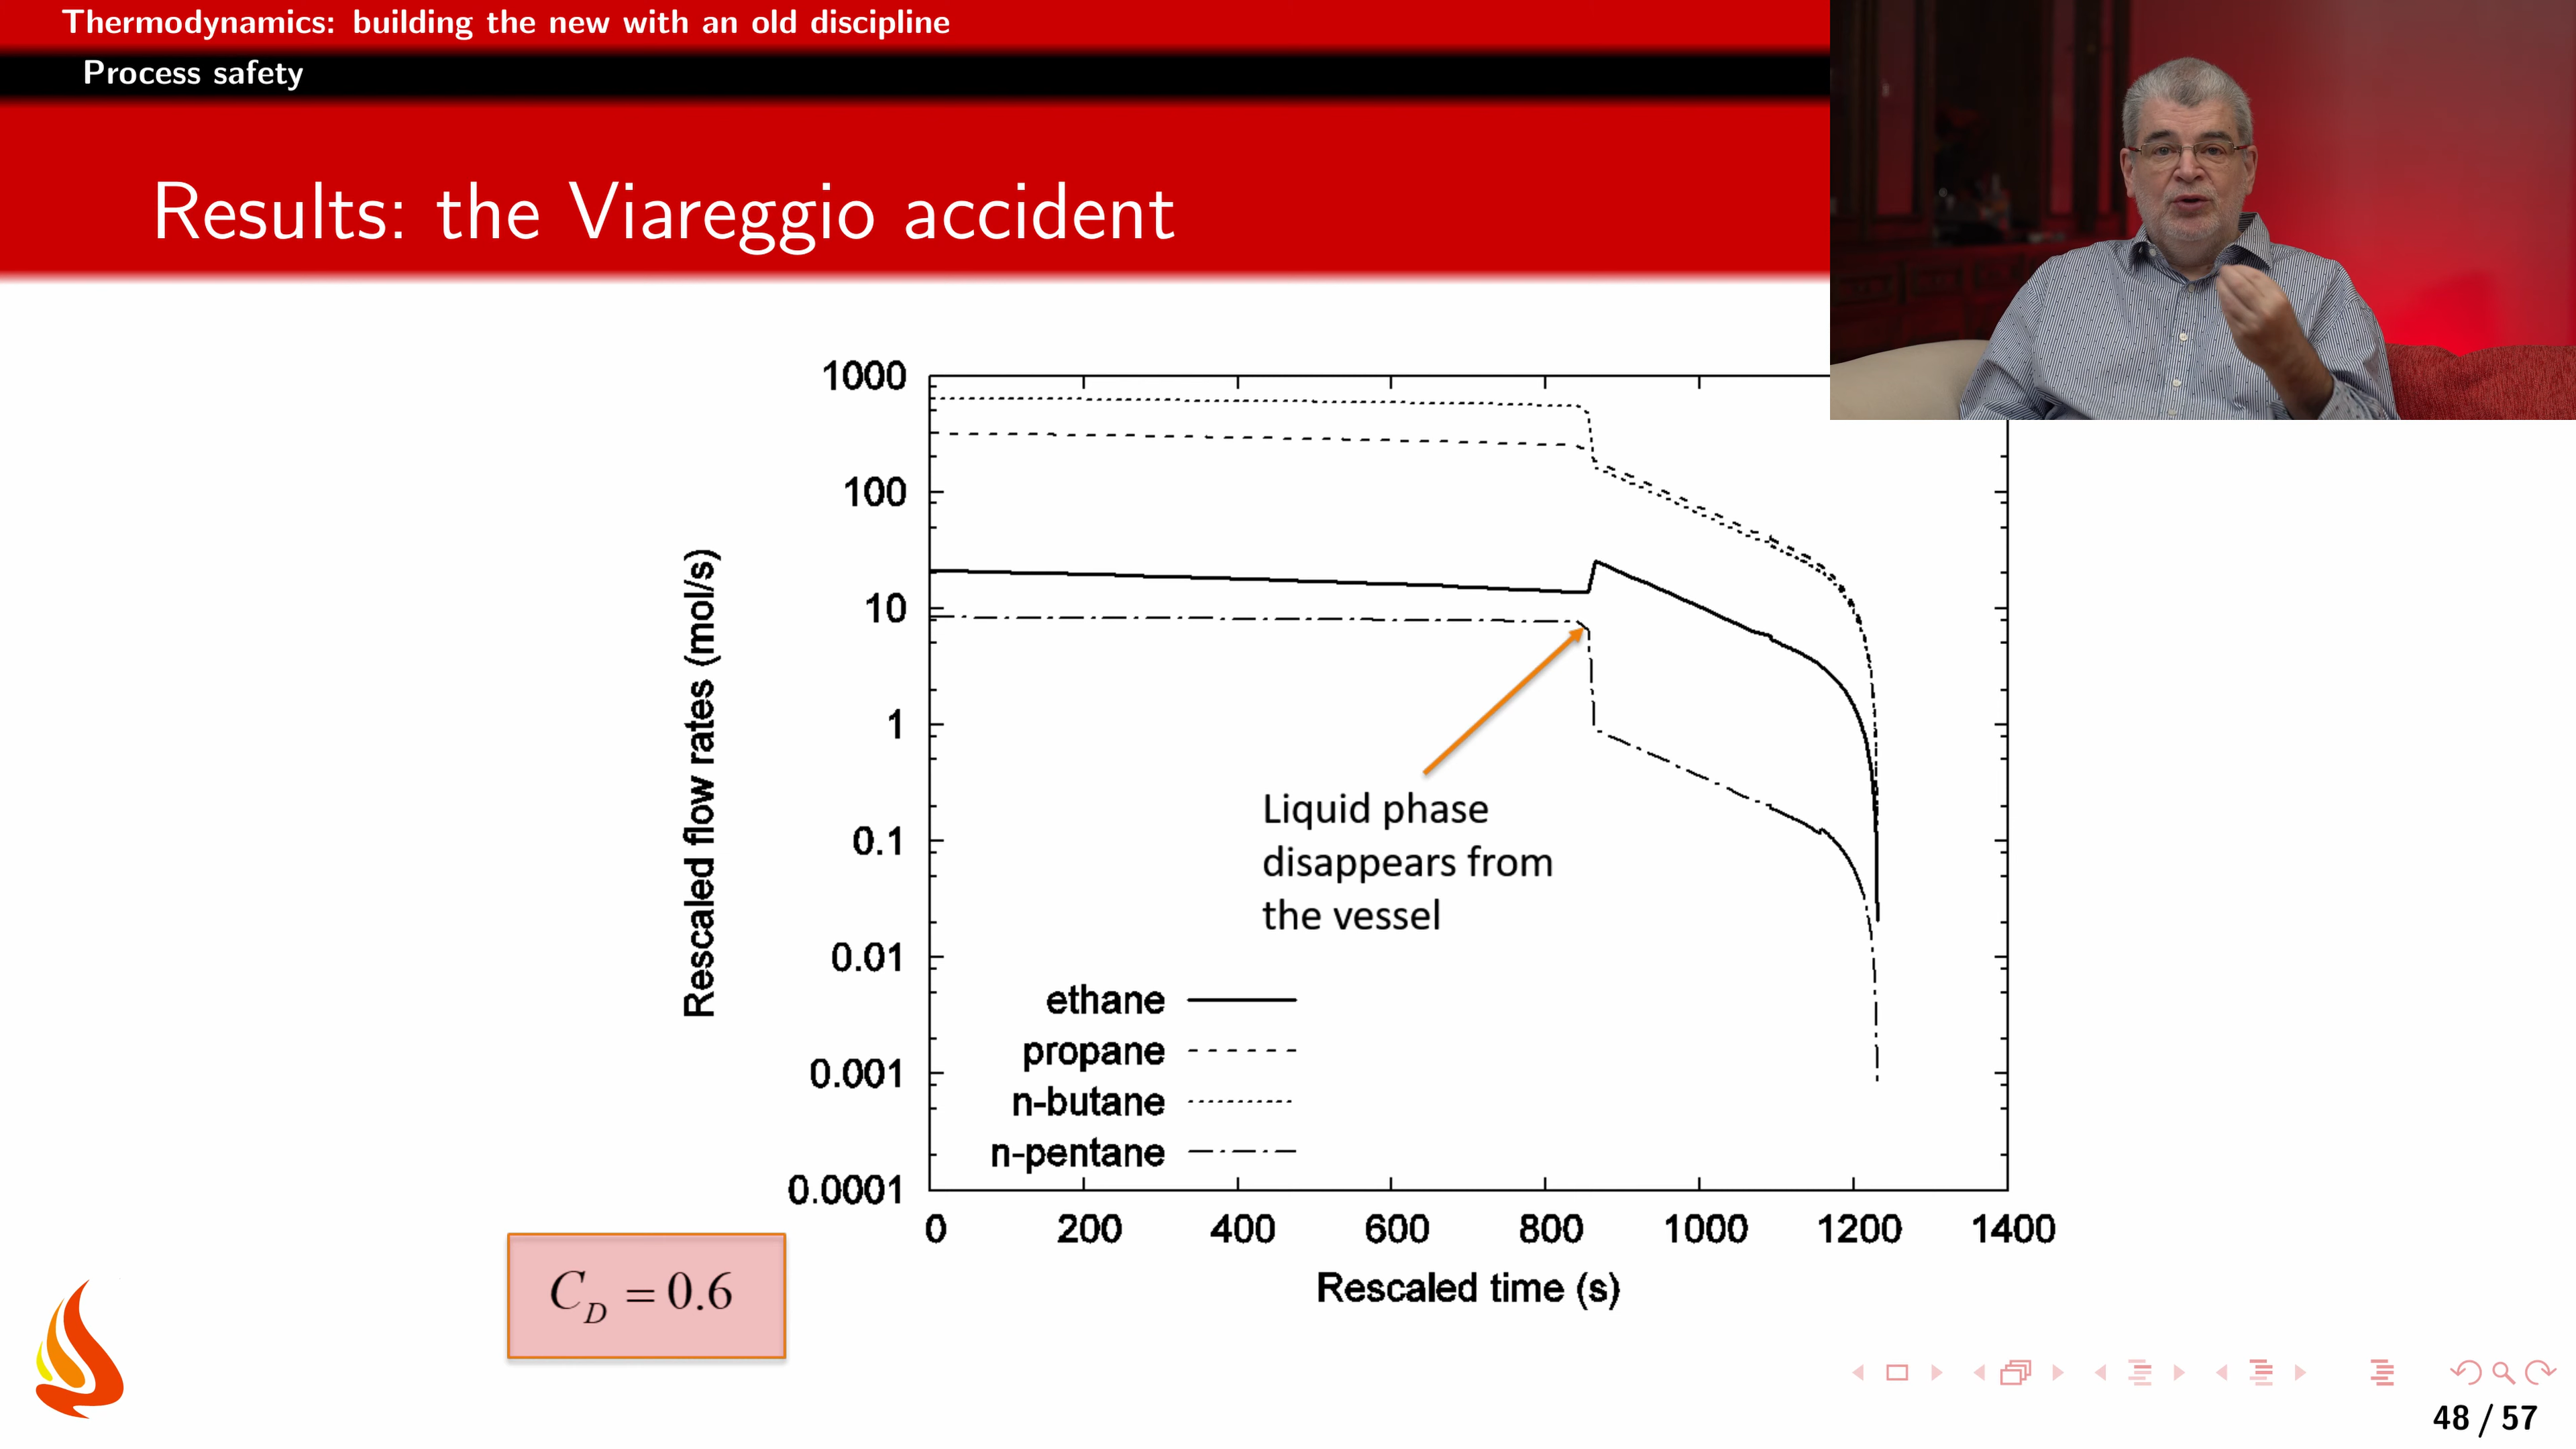 Thermodynamics: building the new with an old discipline
Process safety
Results: the Viareggio accident
1000
100
10
1
0.1
0.01
0.001
0.0001
Rescaled flow rates (mol/s)
Liquid phase
disappears from
the vessel
ethane
propane
n-butane
n-pentane
0 200 400 600 800 1000 1200 1400
Rescaled time (s)
C_D = 0.6
48 / 57